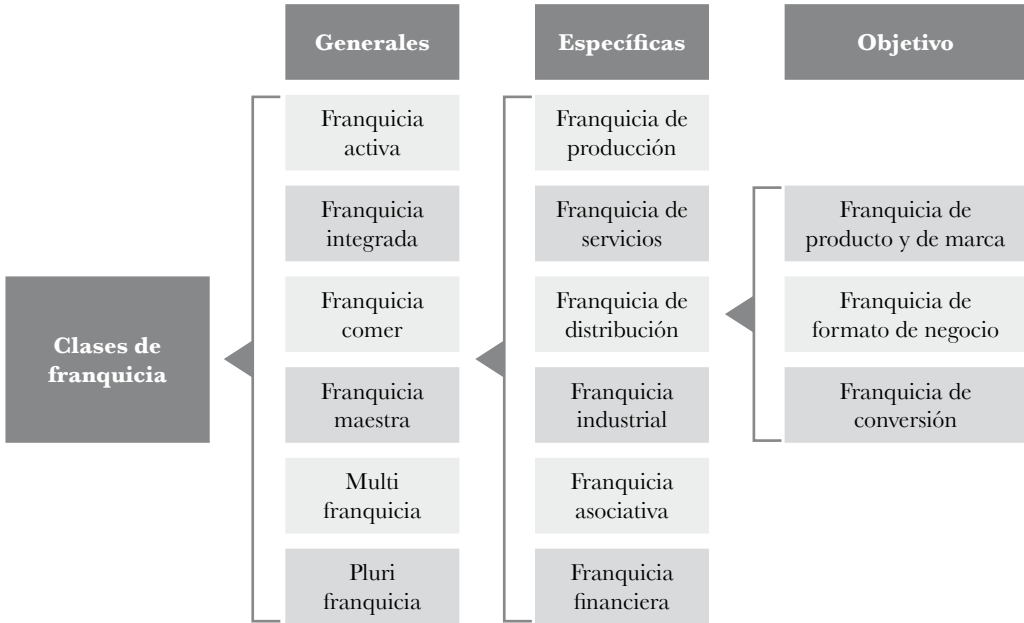 Generales
Específicas
Objetivo
Clases de
franquicia
Franquicia
activa
Franquicia
integrada
Franquicia
comer
Franquicia
maestra
Multi
franquicia
Pluri
franquicia
Franquicia de
producción
Franquicia de
servicios
Franquicia de
distribución
Franquicia
industrial
Franquicia
asociativa
Franquicia
financiera
Franquicia de
producto y de marca
Franquicia de
formato de negocio
Franquicia de
conversión